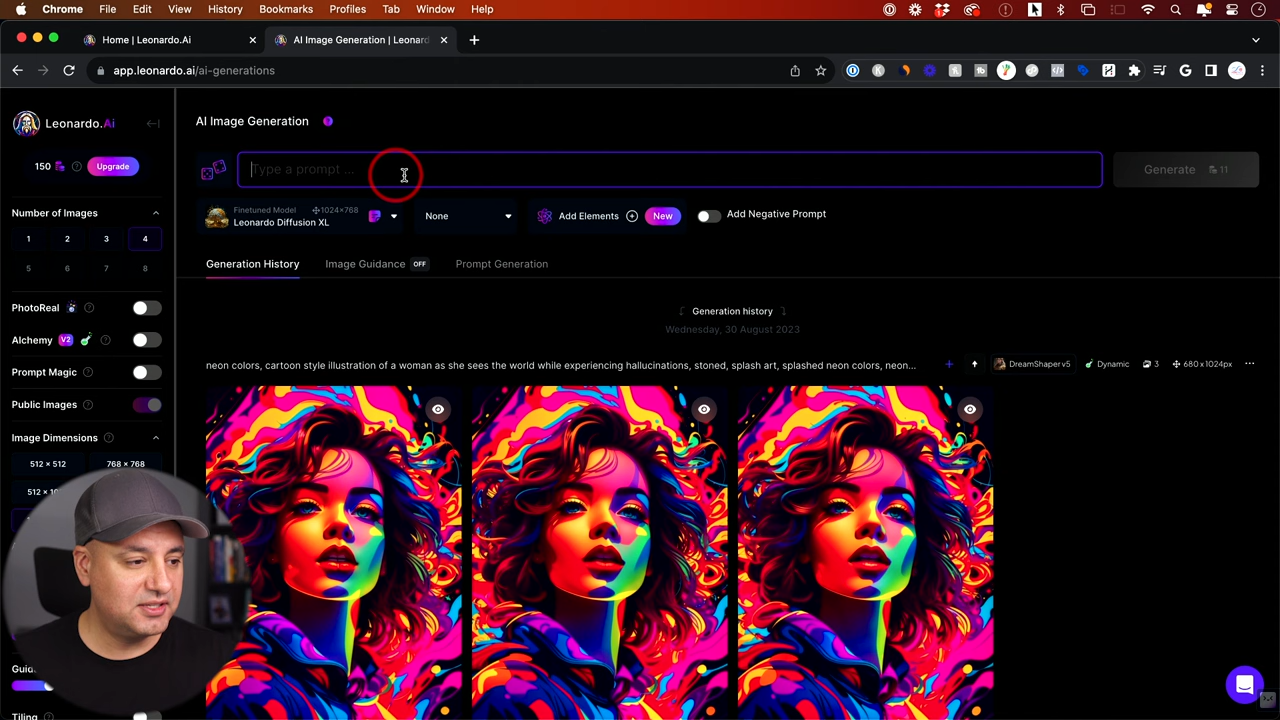 Chrome File Edit View History Bookmarks Profiles Tab Window Help
Home | Leonardo.Ai
AI Image Generation | Leonard
app.leonardo.ai/ai-generations
Leonardo.Ai
AI Image Generation
150
Upgrade
Type a prompt ...
Generate
11
Finetuned Model
1024×768
Leonardo Diffusion XL
None
Add Elements
New
Add Negative Prompt
Number of Images
1 2 3 4
5 6 7 8
Generation History
Image Guidance
OFF
Prompt Generation
PhotoReal
Alchemy
V2
Prompt Magic
Public Images
Image Dimensions
512 × 512
768 × 768
Generation history
Wednesday, 30 August 2023
neon colors, cartoon style illustration of a woman as she sees the world while experiencing hallucinations, stoned, splash art, splashed neon colors, neon...
DreamShaper v5
Dynamic
3
680x1024px
Tiling